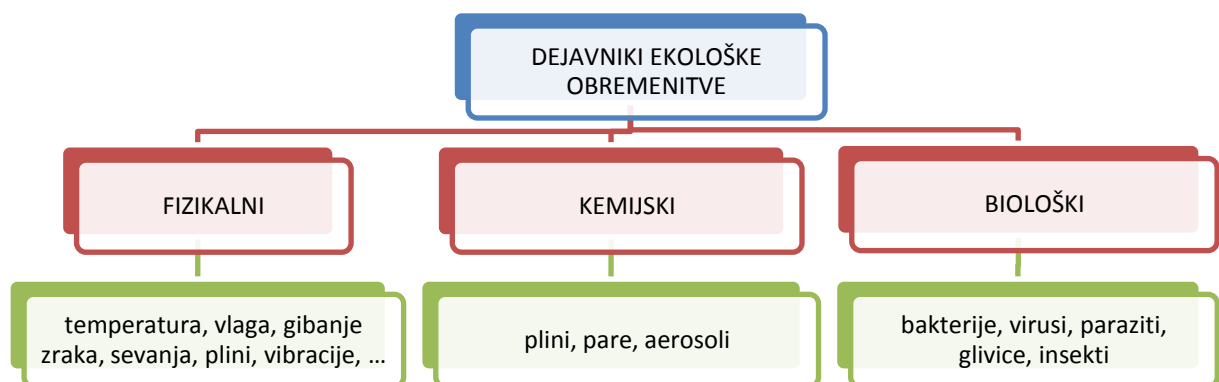 DEJAVNIKI EKOLOŠKE
OBREMENITVE
FIZIKALNI
KEMIJSKI
BIOLOŠKI
temperatura, vlaga, gibanje
zraka, sevanja, plini, vibracije, …
plini, pare, aerosoli
bakterije, virusi, paraziti,
glivice, insekti